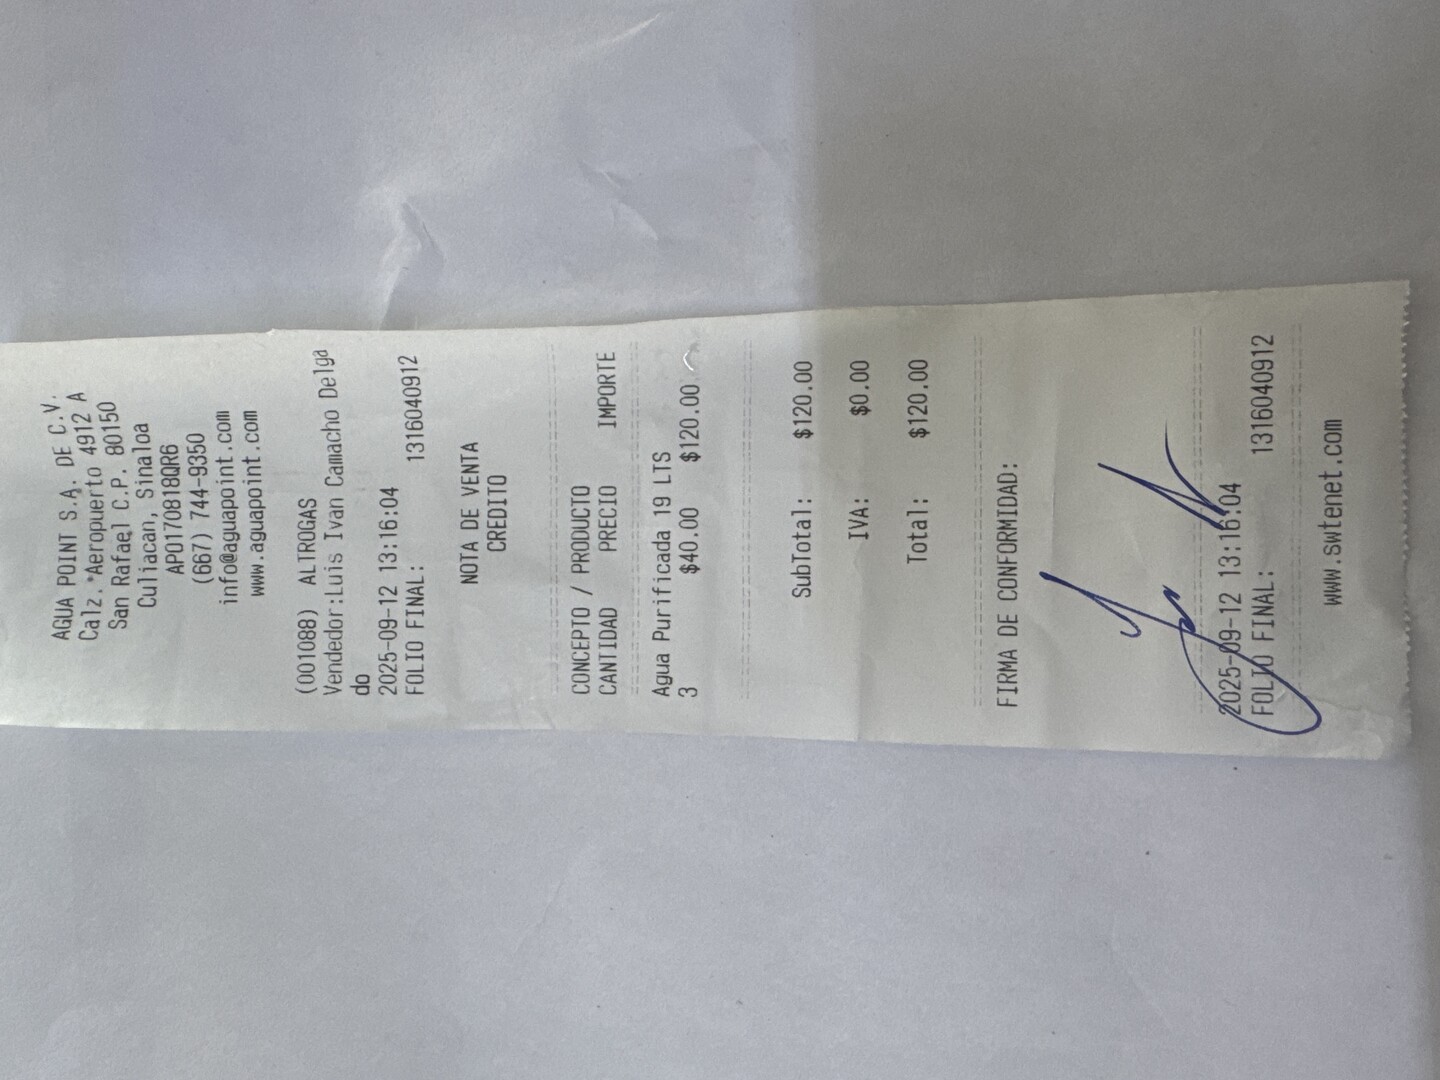 AGUA POINT S.A. DE C.V.
Calz. *Aeropuerto 4912 A
San Rafael C.P. 80150
Culiacan, Sinaloa
APO170818QR6
(667) 744-9350
info@aguapoint.com
www.aguapoint.com
(001088) ALTROGAS
Vendedor:Luis Ivan Camacho Delga
do
2025-09-12 13:16:04
FOLIO FINAL: 1316040912
NOTA DE VENTA
CREDITO
CONCEPTO / PRODUCTO
CANTIDAD PRECIO IMPORTE
Agua Purificada 19 LTS
3 $40.00 $120.00
SubTotal: $120.00
IVA: $0.00
Total: $120.00
FIRMA DE CONFORMIDAD:
2025-09-12 13:16:04
FOLIO FINAL: 1316040912
www.swtenet.com